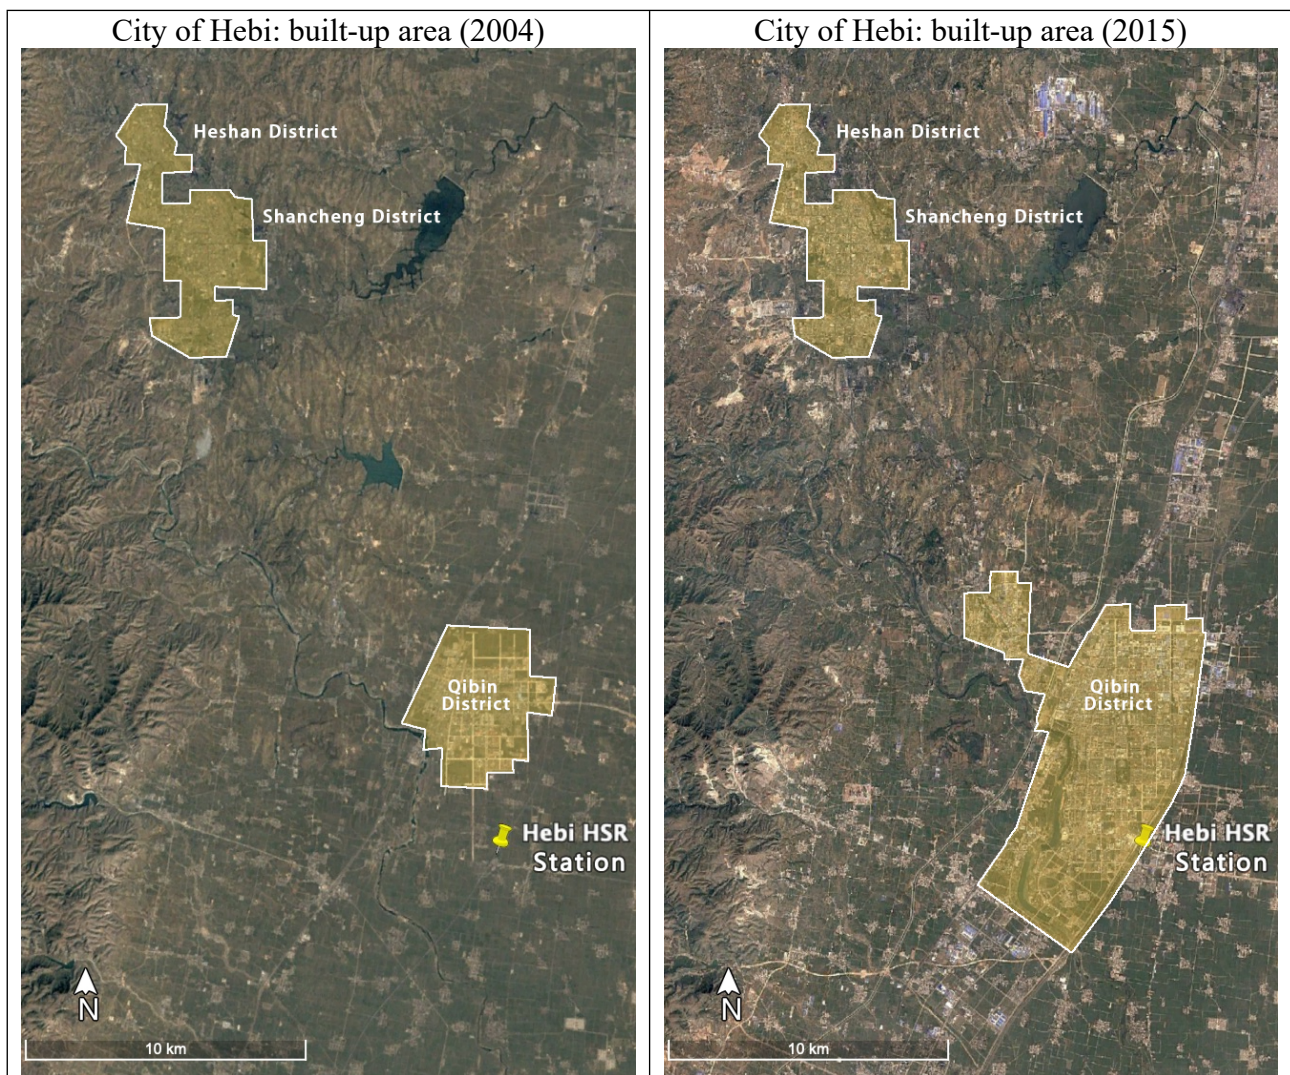 City of Hebi: built-up area (2004)
Heshan District
Shancheng District
Qibin
District
Hebi HSR
Station
N
10 km
City of Hebi: built-up area (2015)
Heshan District
Shancheng District
Qibin
District
Hebi HSR
Station
N
10 km